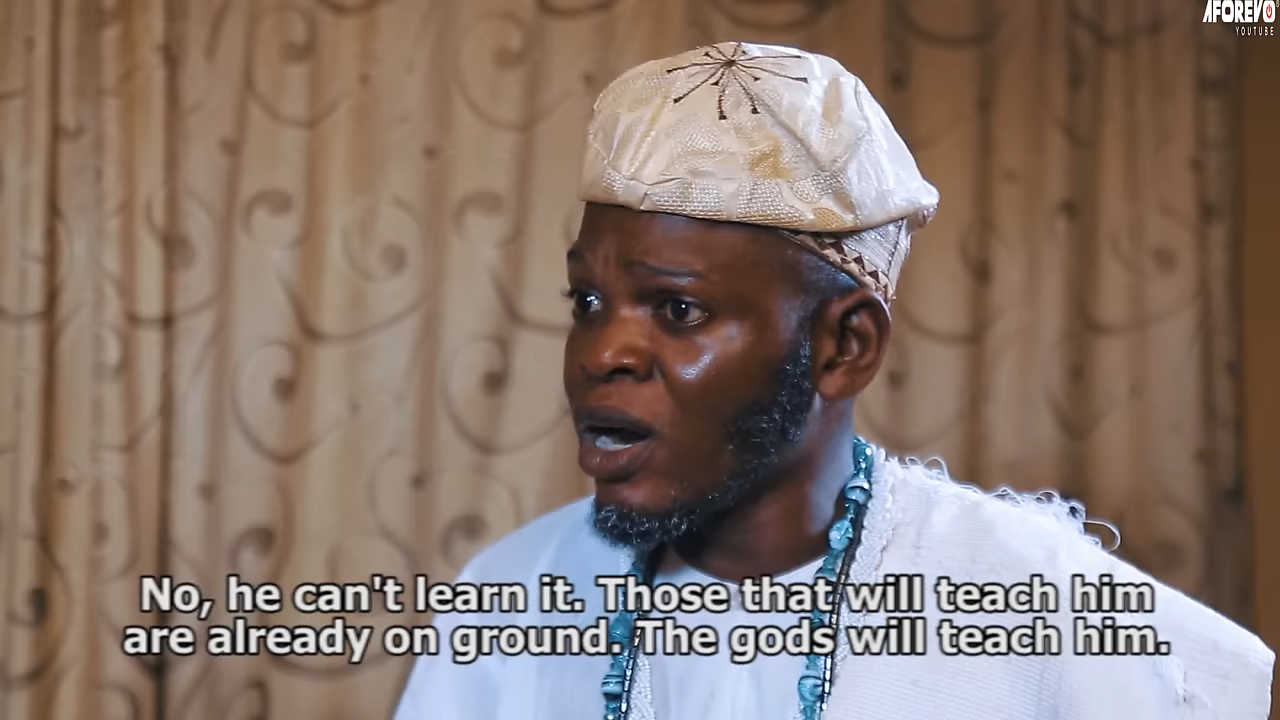 AFOREVO
YOUTUBE
No, he can't learn it. Those that will teach him
are already on ground. The gods will teach him.